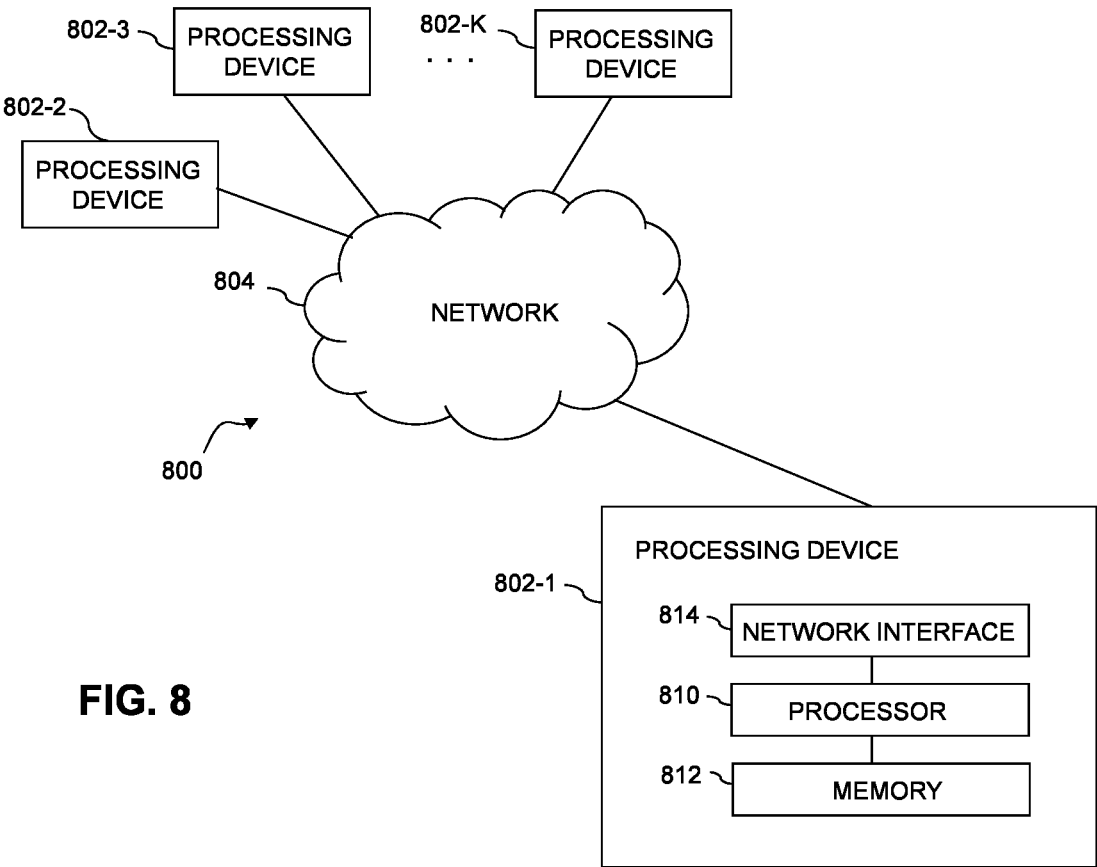 802-3
PROCESSING
DEVICE
. . .
802-K
PROCESSING
DEVICE
802-2
PROCESSING
DEVICE
804
NETWORK
800
PROCESSING DEVICE
802-1
814
NETWORK INTERFACE
810
PROCESSOR
812
MEMORY
FIG. 8